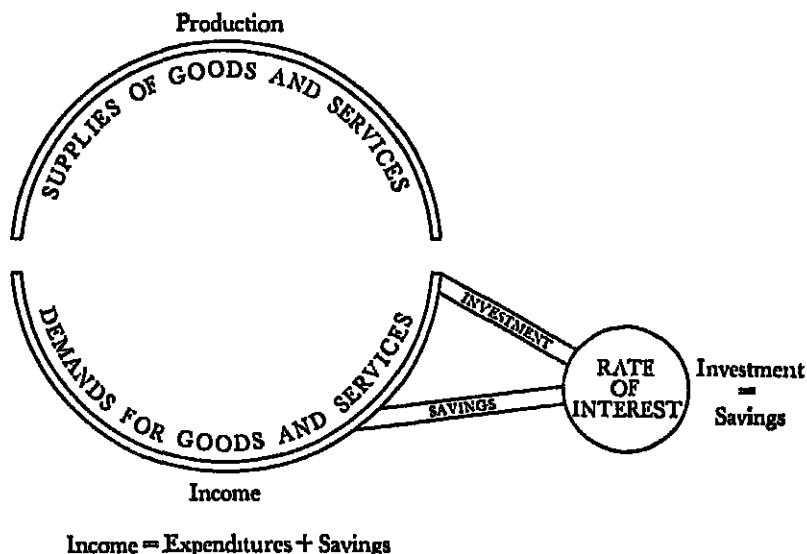 Production
SUPPLIES OF GOODS AND SERVICES
DEMANDS FOR GOODS AND SERVICES
INVESTMENT
SAVINGS
RATE
OF
INTEREST
Investment
=
Savings
Income
Income = Expenditures + Savings